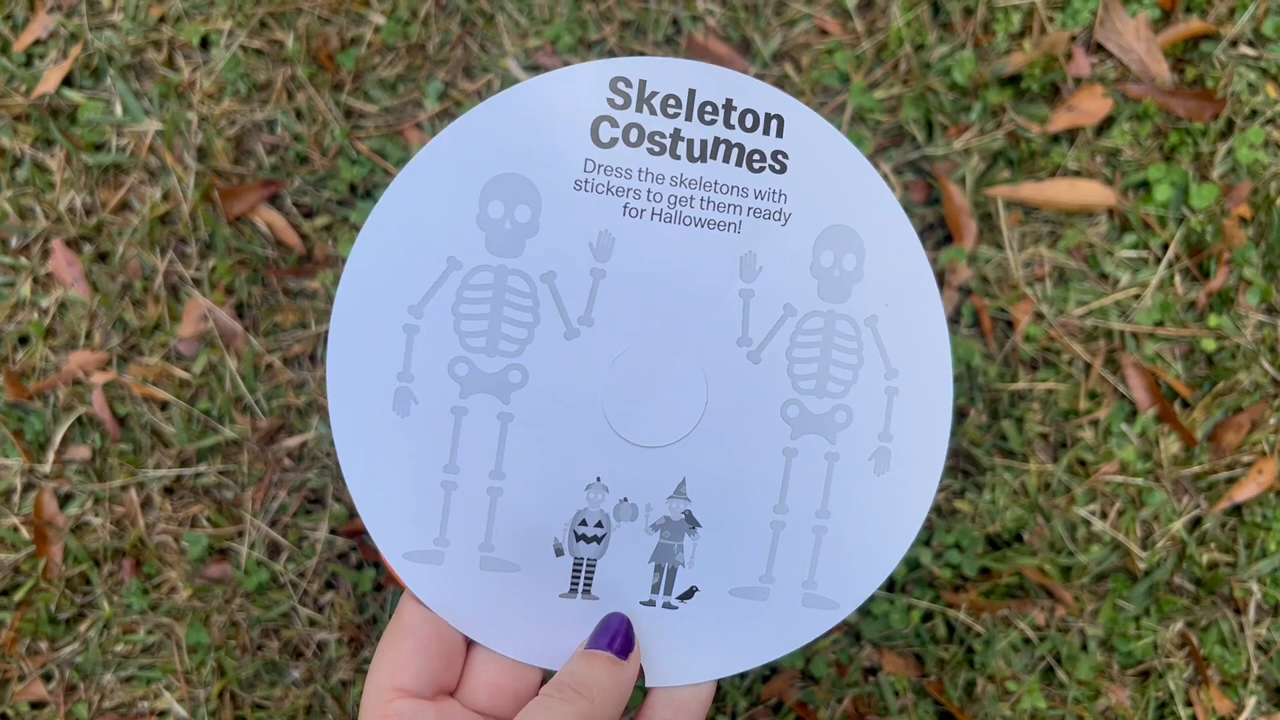 Skeleton
Costumes
Dress the skeletons with
stickers to get them ready
for Halloween!